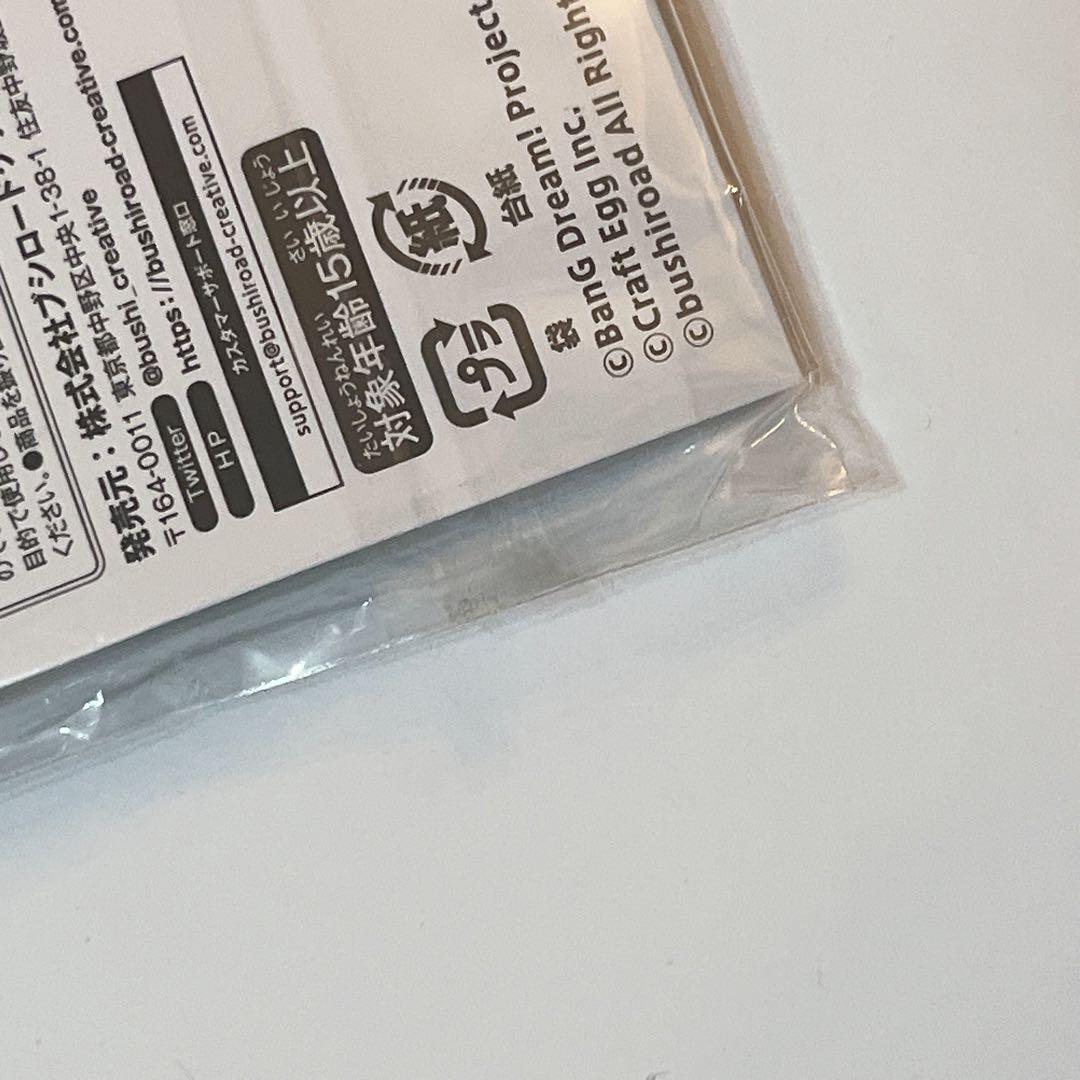 目的で使用し
ください。●商品を
発売元：株式会社ブシロード
〒164-0011 東京都中野区中央1-38-1 住友中野坂
Twitter @bushi_creative
HP https://bushiroad-creative.com
カスタマーサポート窓口
support@bushiroad-creative.com
たいしょうねんれい さい いじょう
対象年齢15歳以上
紙 台紙
プラ 袋
©BanG Dream! Project
©Craft Egg Inc.
©bushiroad All Right